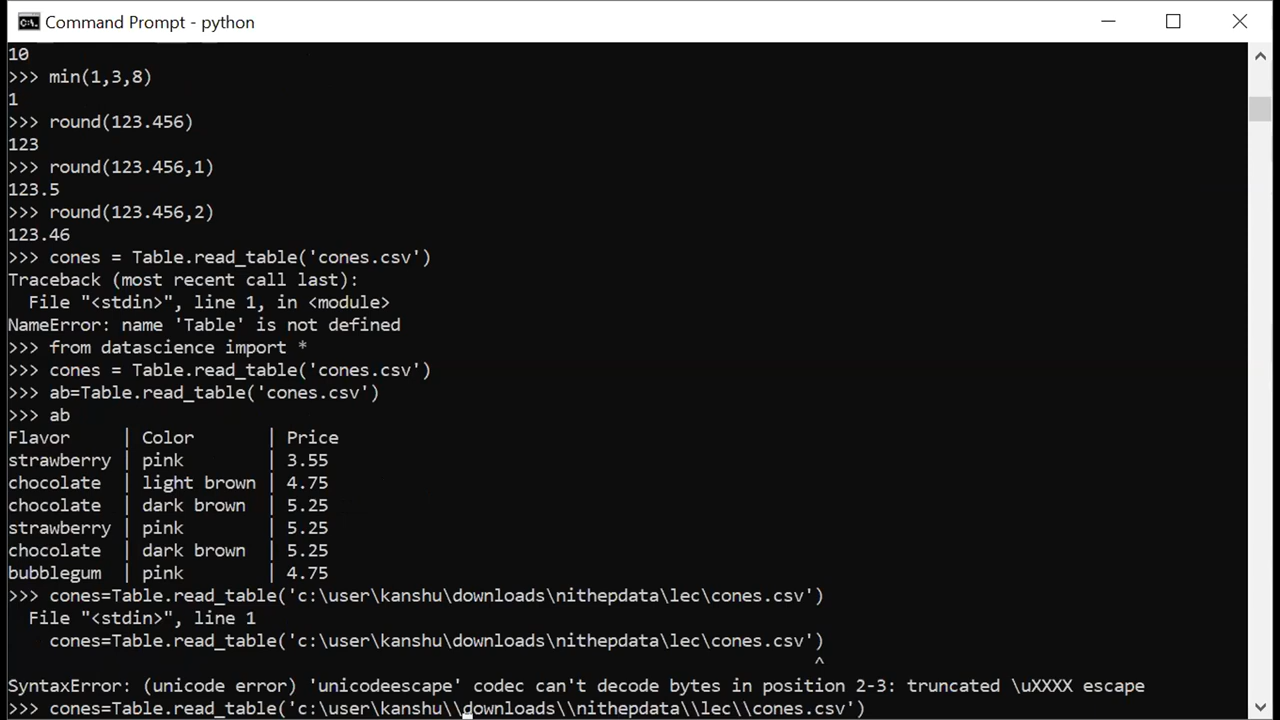 Command Prompt - python
10
>>> min(1,3,8)
1
>>> round(123.456)
123
>>> round(123.456,1)
123.5
>>> round(123.456,2)
123.46
>>> cones = Table.read_table('cones.csv')
Traceback (most recent call last):
  File "<stdin>", line 1, in <module>
NameError: name 'Table' is not defined
>>> from datascience import *
>>> cones = Table.read_table('cones.csv')
>>> ab=Table.read_table('cones.csv')
>>> ab
Flavor     | Color       | Price
strawberry | pink        | 3.55
chocolate  | light brown | 4.75
chocolate  | dark brown  | 5.25
strawberry | pink        | 5.25
chocolate  | dark brown  | 5.25
bubblegum  | pink        | 4.75
>>> cones=Table.read_table('c:\user\kanshu\downloads\nithepdata\lec\cones.csv')
  File "<stdin>", line 1
    cones=Table.read_table('c:\user\kanshu\downloads\nithepdata\lec\cones.csv')
                                                                               ^
SyntaxError: (unicode error) 'unicodeescape' codec can't decode bytes in position 2-3: truncated \uXXXX escape
>>> cones=Table.read_table('c:\user\kanshu\\downloads\\nithepdata\\lec\\cones.csv')